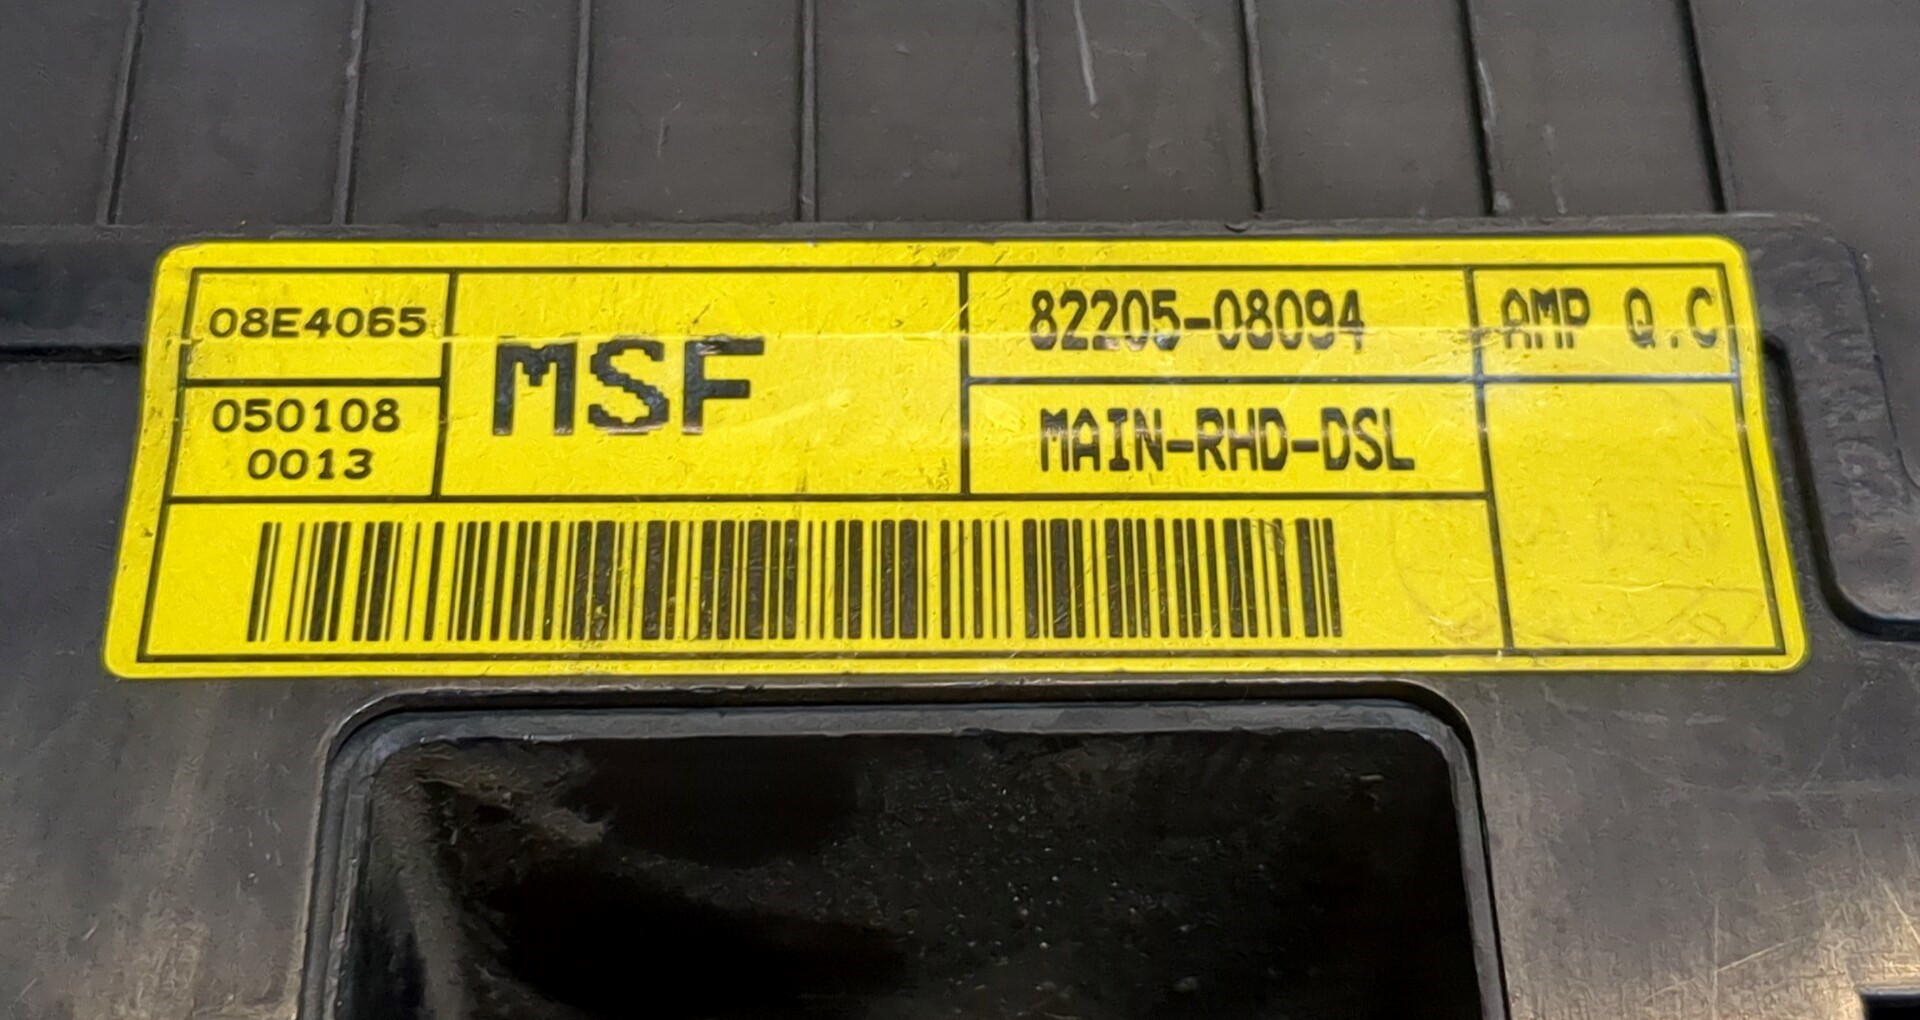 08E4065
050108
0013
MSF
82205-08094
MAIN-RHD-DSL
AMP Q.C